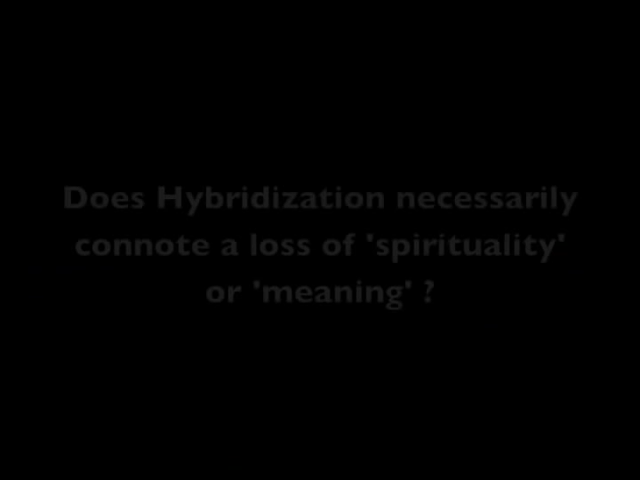 Does Hybridization necessarily
connote a loss of 'spirituality'
or 'meaning' ?